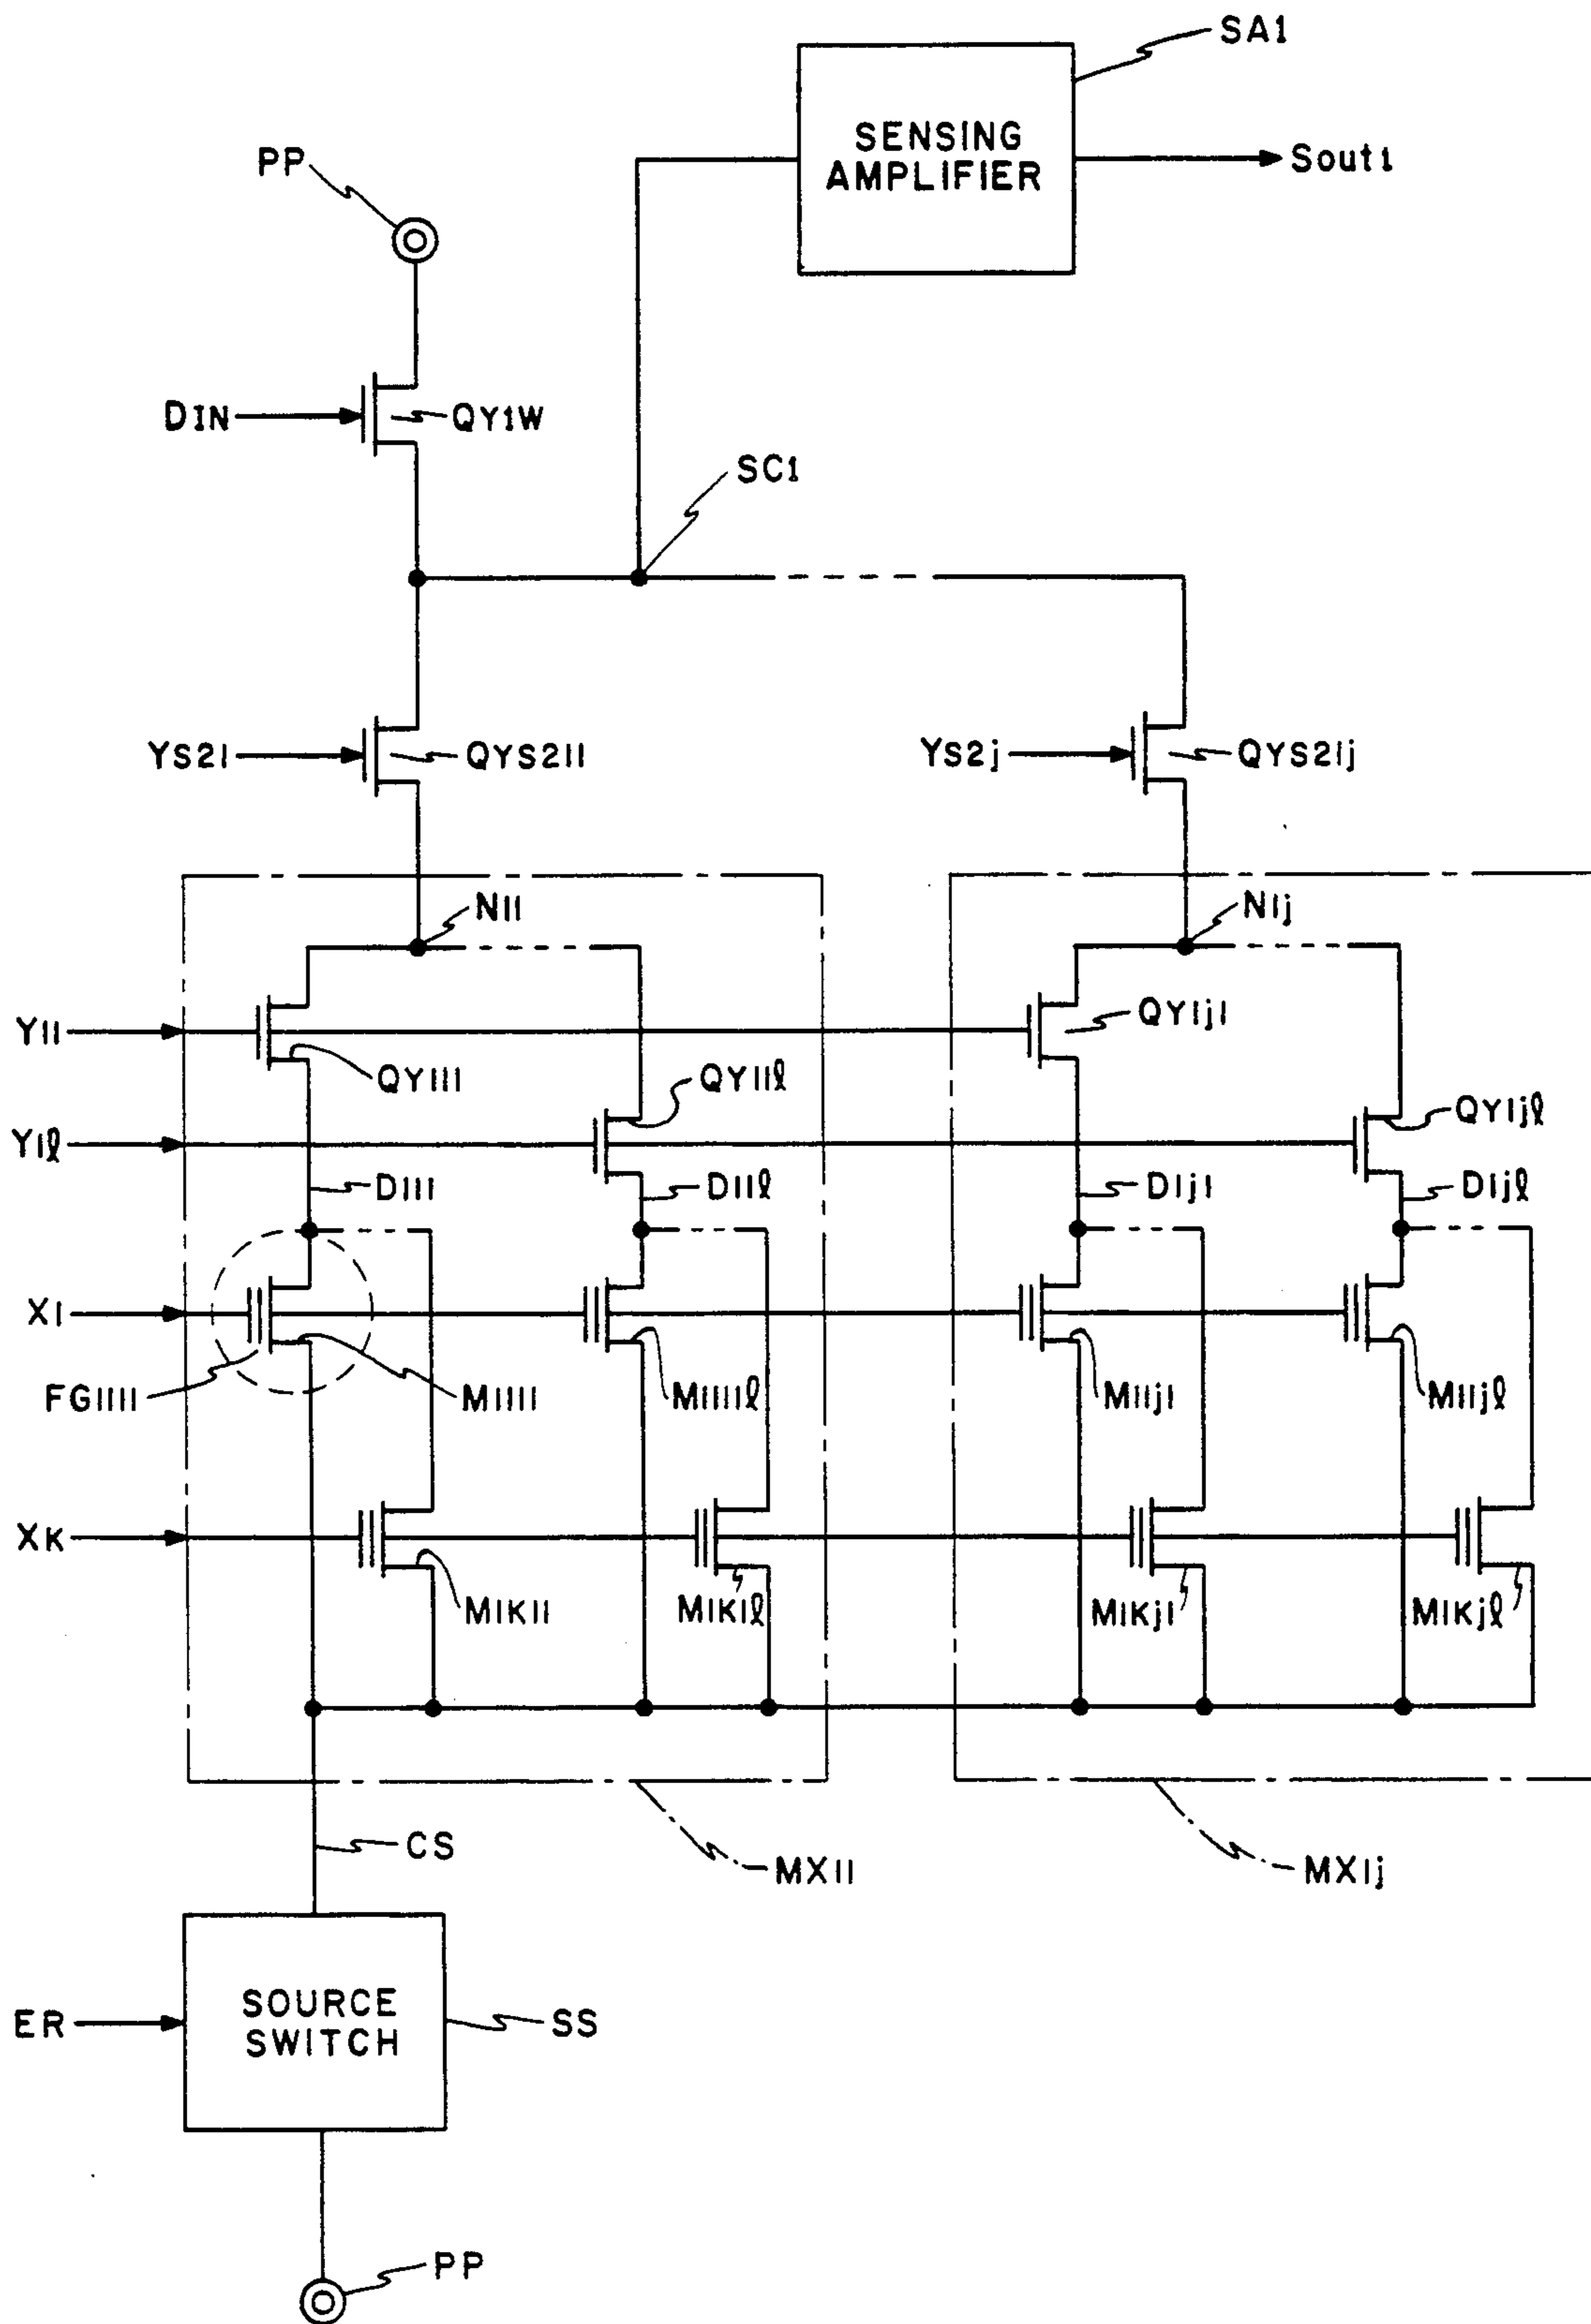 SA1
SENSING
AMPLIFIER
Sout1
PP
DIN
QY1W
SC1
YS21
QYS211
YS2j
QYS21j
N11
N1j
Y11
QY111
QY1j1
QY11ℓ
QY1jℓ
Y1ℓ
D111
D11ℓ
D1j1
D1jℓ
X1
FG1111
M1111
M1111ℓ
M11j1
M11jℓ
XK
M1K11
M1K1ℓ
M1Kj1
M1Kjℓ
CS
MX11
MX1j
ER
SOURCE
SWITCH
SS
PP